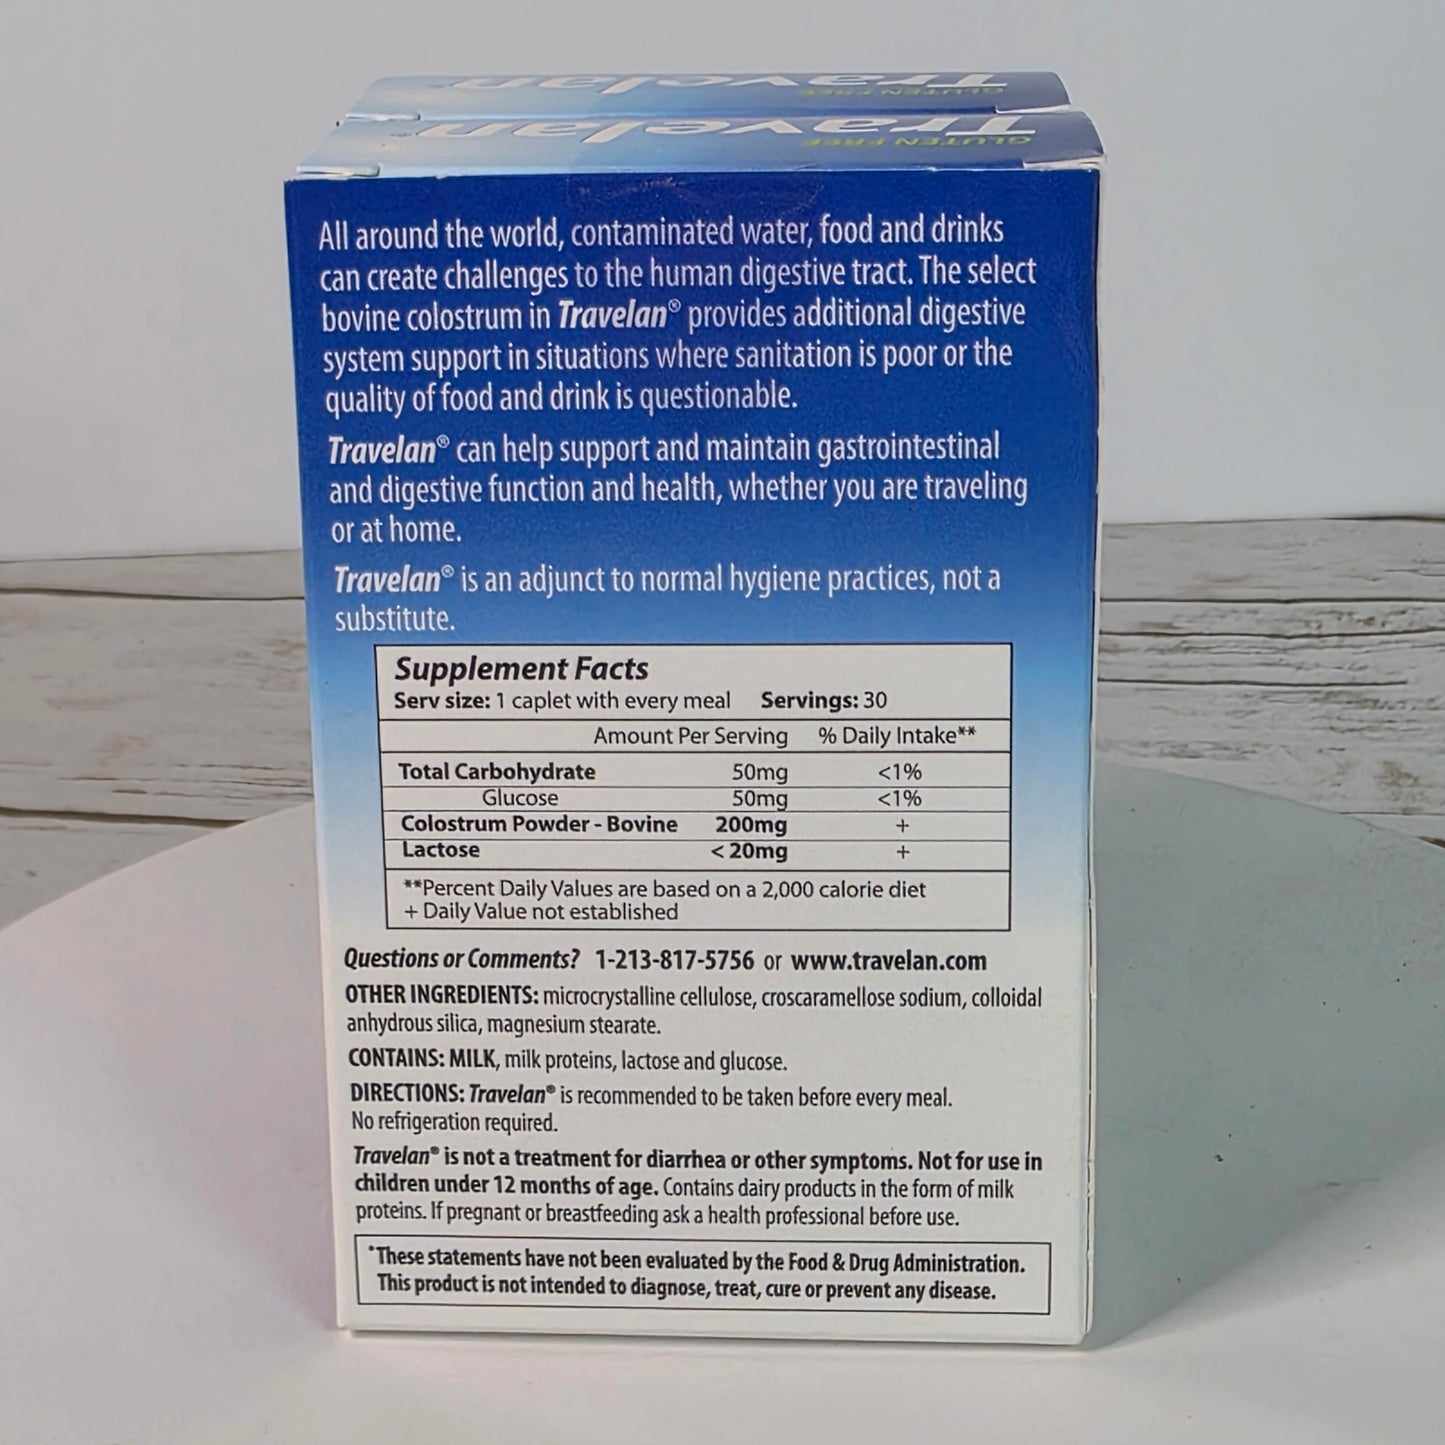 Travelan
GLUTEN FREE
Travelan®
GLUTEN FREE
All around the world, contaminated water, food and drinks
can create challenges to the human digestive tract. The select
bovine colostrum in Travelan® provides additional digestive
system support in situations where sanitation is poor or the
quality of food and drink is questionable.
Travelan® can help support and maintain gastrointestinal
and digestive function and health, whether you are traveling
or at home.
Travelan® is an adjunct to normal hygiene practices, not a
substitute.
Supplement Facts
Serv size: 1 caplet with every meal Servings: 30
Amount Per Serving % Daily Intake**
Total Carbohydrate 50mg <1%
Glucose 50mg <1%
Colostrum Powder - Bovine 200mg +
Lactose < 20mg +
**Percent Daily Values are based on a 2,000 calorie diet
+ Daily Value not established
Questions or Comments? 1-213-817-5756 or www.travelan.com
OTHER INGREDIENTS: microcrystalline cellulose, croscaramellose sodium, colloidal
anhydrous silica, magnesium stearate.
CONTAINS: MILK, milk proteins, lactose and glucose.
DIRECTIONS: Travelan® is recommended to be taken before every meal.
No refrigeration required.
Travelan® is not a treatment for diarrhea or other symptoms. Not for use in
children under 12 months of age. Contains dairy products in the form of milk
proteins. If pregnant or breastfeeding ask a health professional before use.
*These statements have not been evaluated by the Food & Drug Administration.
This product is not intended to diagnose, treat, cure or prevent any disease.